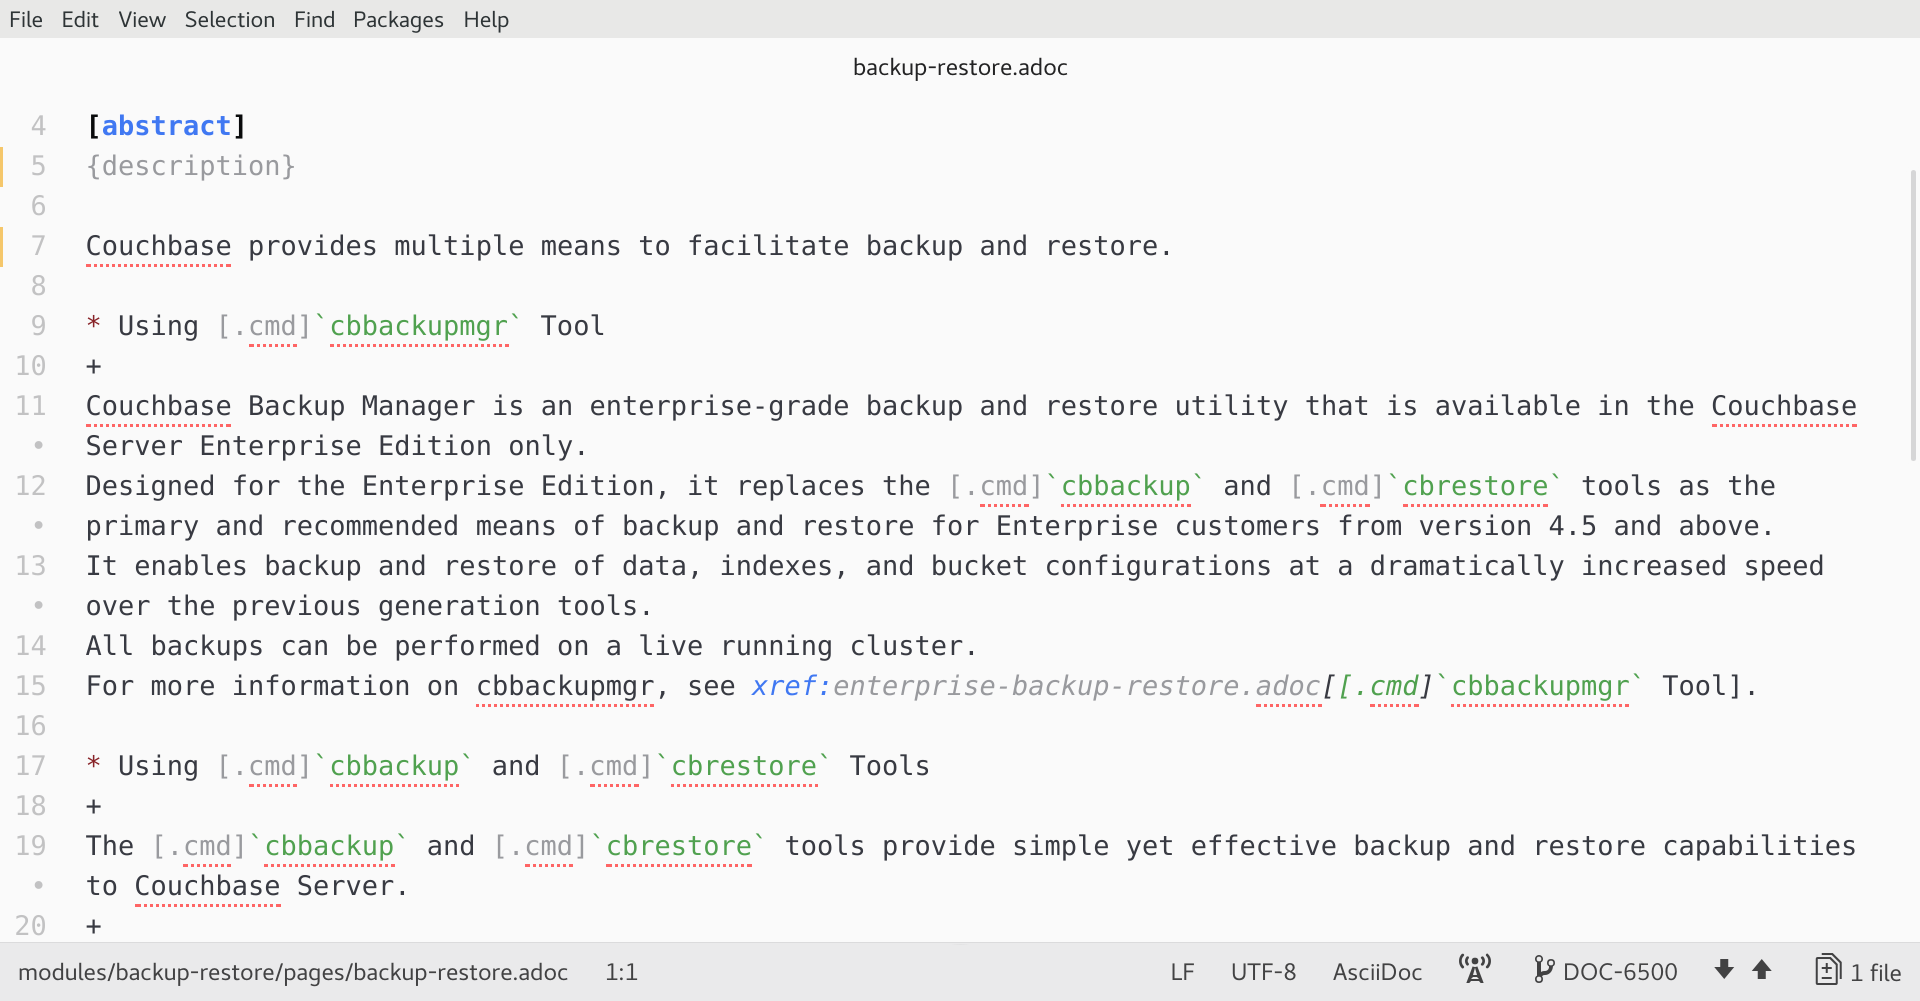 File Edit View Selection Find Packages Help
backup-restore.adoc
4 [abstract]
5 {description}
6
7 Couchbase provides multiple means to facilitate backup and restore.
8
9 * Using [.cmd]`cbbackupmgr` Tool
10 +
11 Couchbase Backup Manager is an enterprise-grade backup and restore utility that is available in the Couchbase
• Server Enterprise Edition only.
12 Designed for the Enterprise Edition, it replaces the [.cmd]`cbbackup` and [.cmd]`cbrestore` tools as the
• primary and recommended means of backup and restore for Enterprise customers from version 4.5 and above.
13 It enables backup and restore of data, indexes, and bucket configurations at a dramatically increased speed
• over the previous generation tools.
14 All backups can be performed on a live running cluster.
15 For more information on cbbackupmgr, see xref:enterprise-backup-restore.adoc[[.cmd]`cbbackupmgr` Tool].
16
17 * Using [.cmd]`cbbackup` and [.cmd]`cbrestore` Tools
18 +
19 The [.cmd]`cbbackup` and [.cmd]`cbrestore` tools provide simple yet effective backup and restore capabilities
• to Couchbase Server.
20 +
modules/backup-restore/pages/backup-restore.adoc 1:1 LF UTF-8 AsciiDoc DOC-6500 1 file